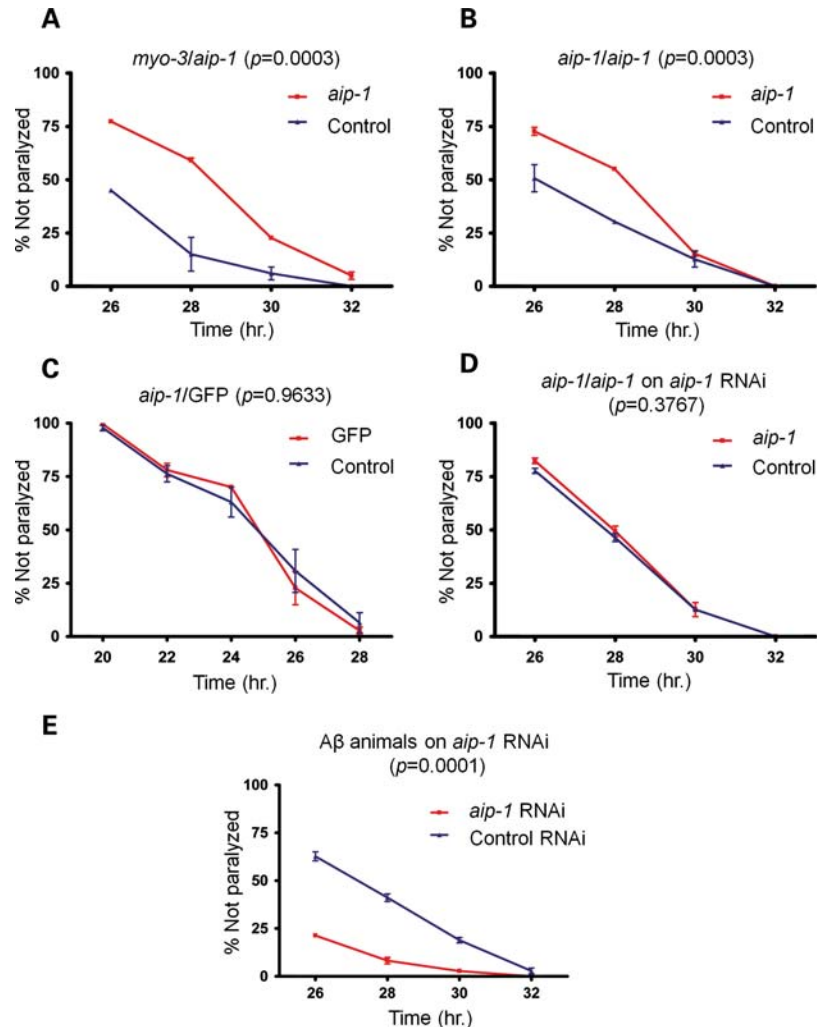 A
myo-3/aip-1 (p=0.0003)
100
75
50
25
0
% Not paralyzed
aip-1
Control
26 28 30 32
Time (hr.)
B
aip-1/aip-1 (p=0.0003)
100
75
50
25
0
% Not paralyzed
aip-1
Control
26 28 30 32
Time (hr.)
C
aip-1/GFP (p=0.9633)
100
75
50
25
0
% Not paralyzed
GFP
Control
20 22 24 26 28
Time (hr.)
D
aip-1/aip-1 on aip-1 RNAi
(p=0.3767)
100
75
50
25
0
% Not paralyzed
aip-1
Control
26 28 30 32
Time (hr.)
E
Aβ animals on aip-1 RNAi
(p=0.0001)
100
75
50
25
0
% Not paralyzed
aip-1 RNAi
Control RNAi
26 28 30 32
Time (hr.)